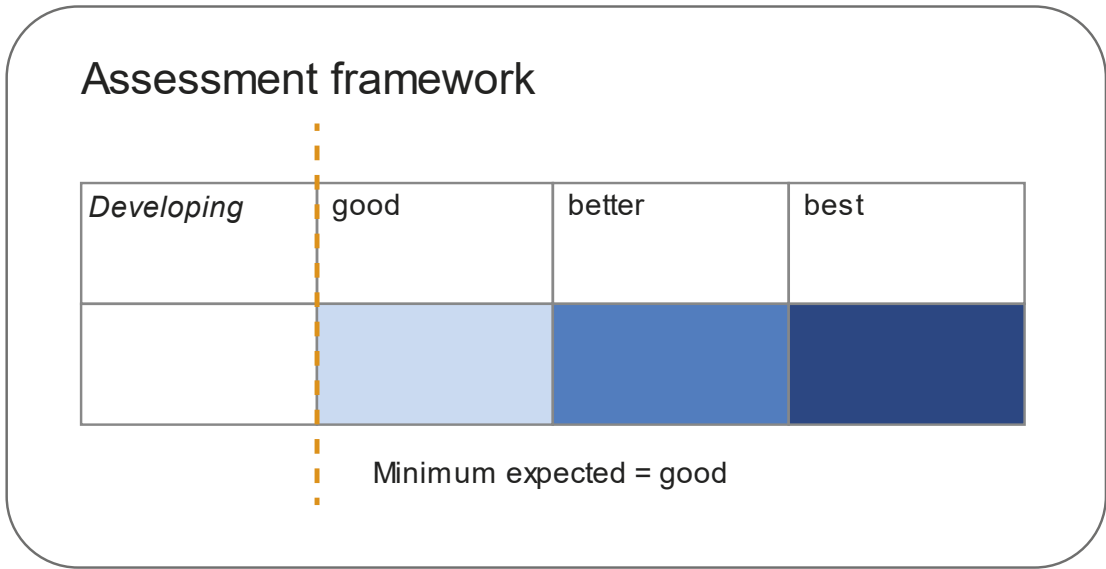 Assessment framework
Developing good better best
Minimum expected = good